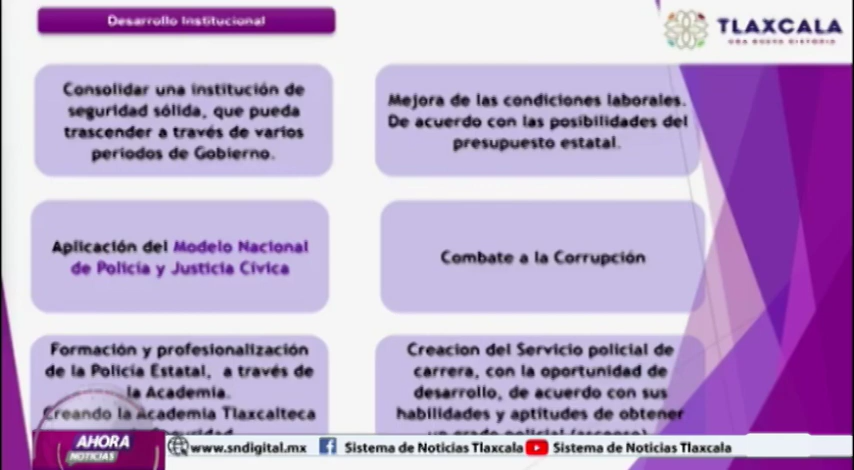 Desarrollo Institucional
TLAXCALA
UNA NUEVA HISTORIA
Consolidar una institución de
seguridad sólida, que pueda
trascender a través de varios
períodos de Gobierno.
Mejora de las condiciones laborales.
De acuerdo con las posibilidades del
presupuesto estatal.
Aplicación del Modelo Nacional
de Policía y Justicia Cívica
Combate a la Corrupción
Formación y profesionalización
de la Policía Estatal, a través de
la Academia.
Creando la Academia Tlaxcalteca
Creacion del Servicio policial de
carrera, con la oportunidad de
desarrollo, de acuerdo con sus
habilidades y aptitudes de obtener
AHORA
NOTICIAS
www.sndigital.mx
Sistema de Noticias Tlaxcala
Sistema de Noticias Tlaxcala